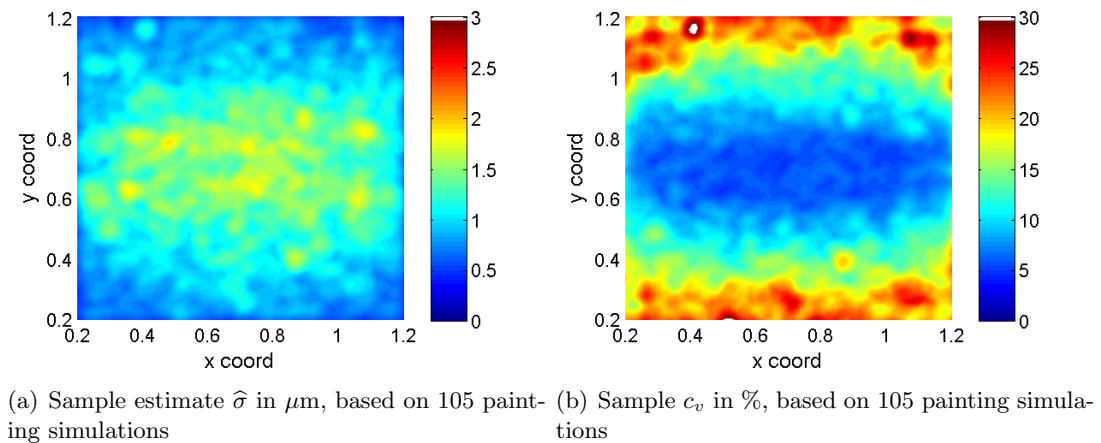 1.2
1
0.8
0.6
0.4
0.2
y coord
0.2 0.4 0.6 0.8 1 1.2
x coord
3
2.5
2
1.5
1
0.5
0
1.2
1
0.8
0.6
0.4
0.2
y coord
0.2 0.4 0.6 0.8 1 1.2
x coord
30
25
20
15
10
5
0
(a) Sample estimate σ̂ in μm, based on 105 paint-
ing simulations
(b) Sample cᵥ in %, based on 105 painting simula-
tions